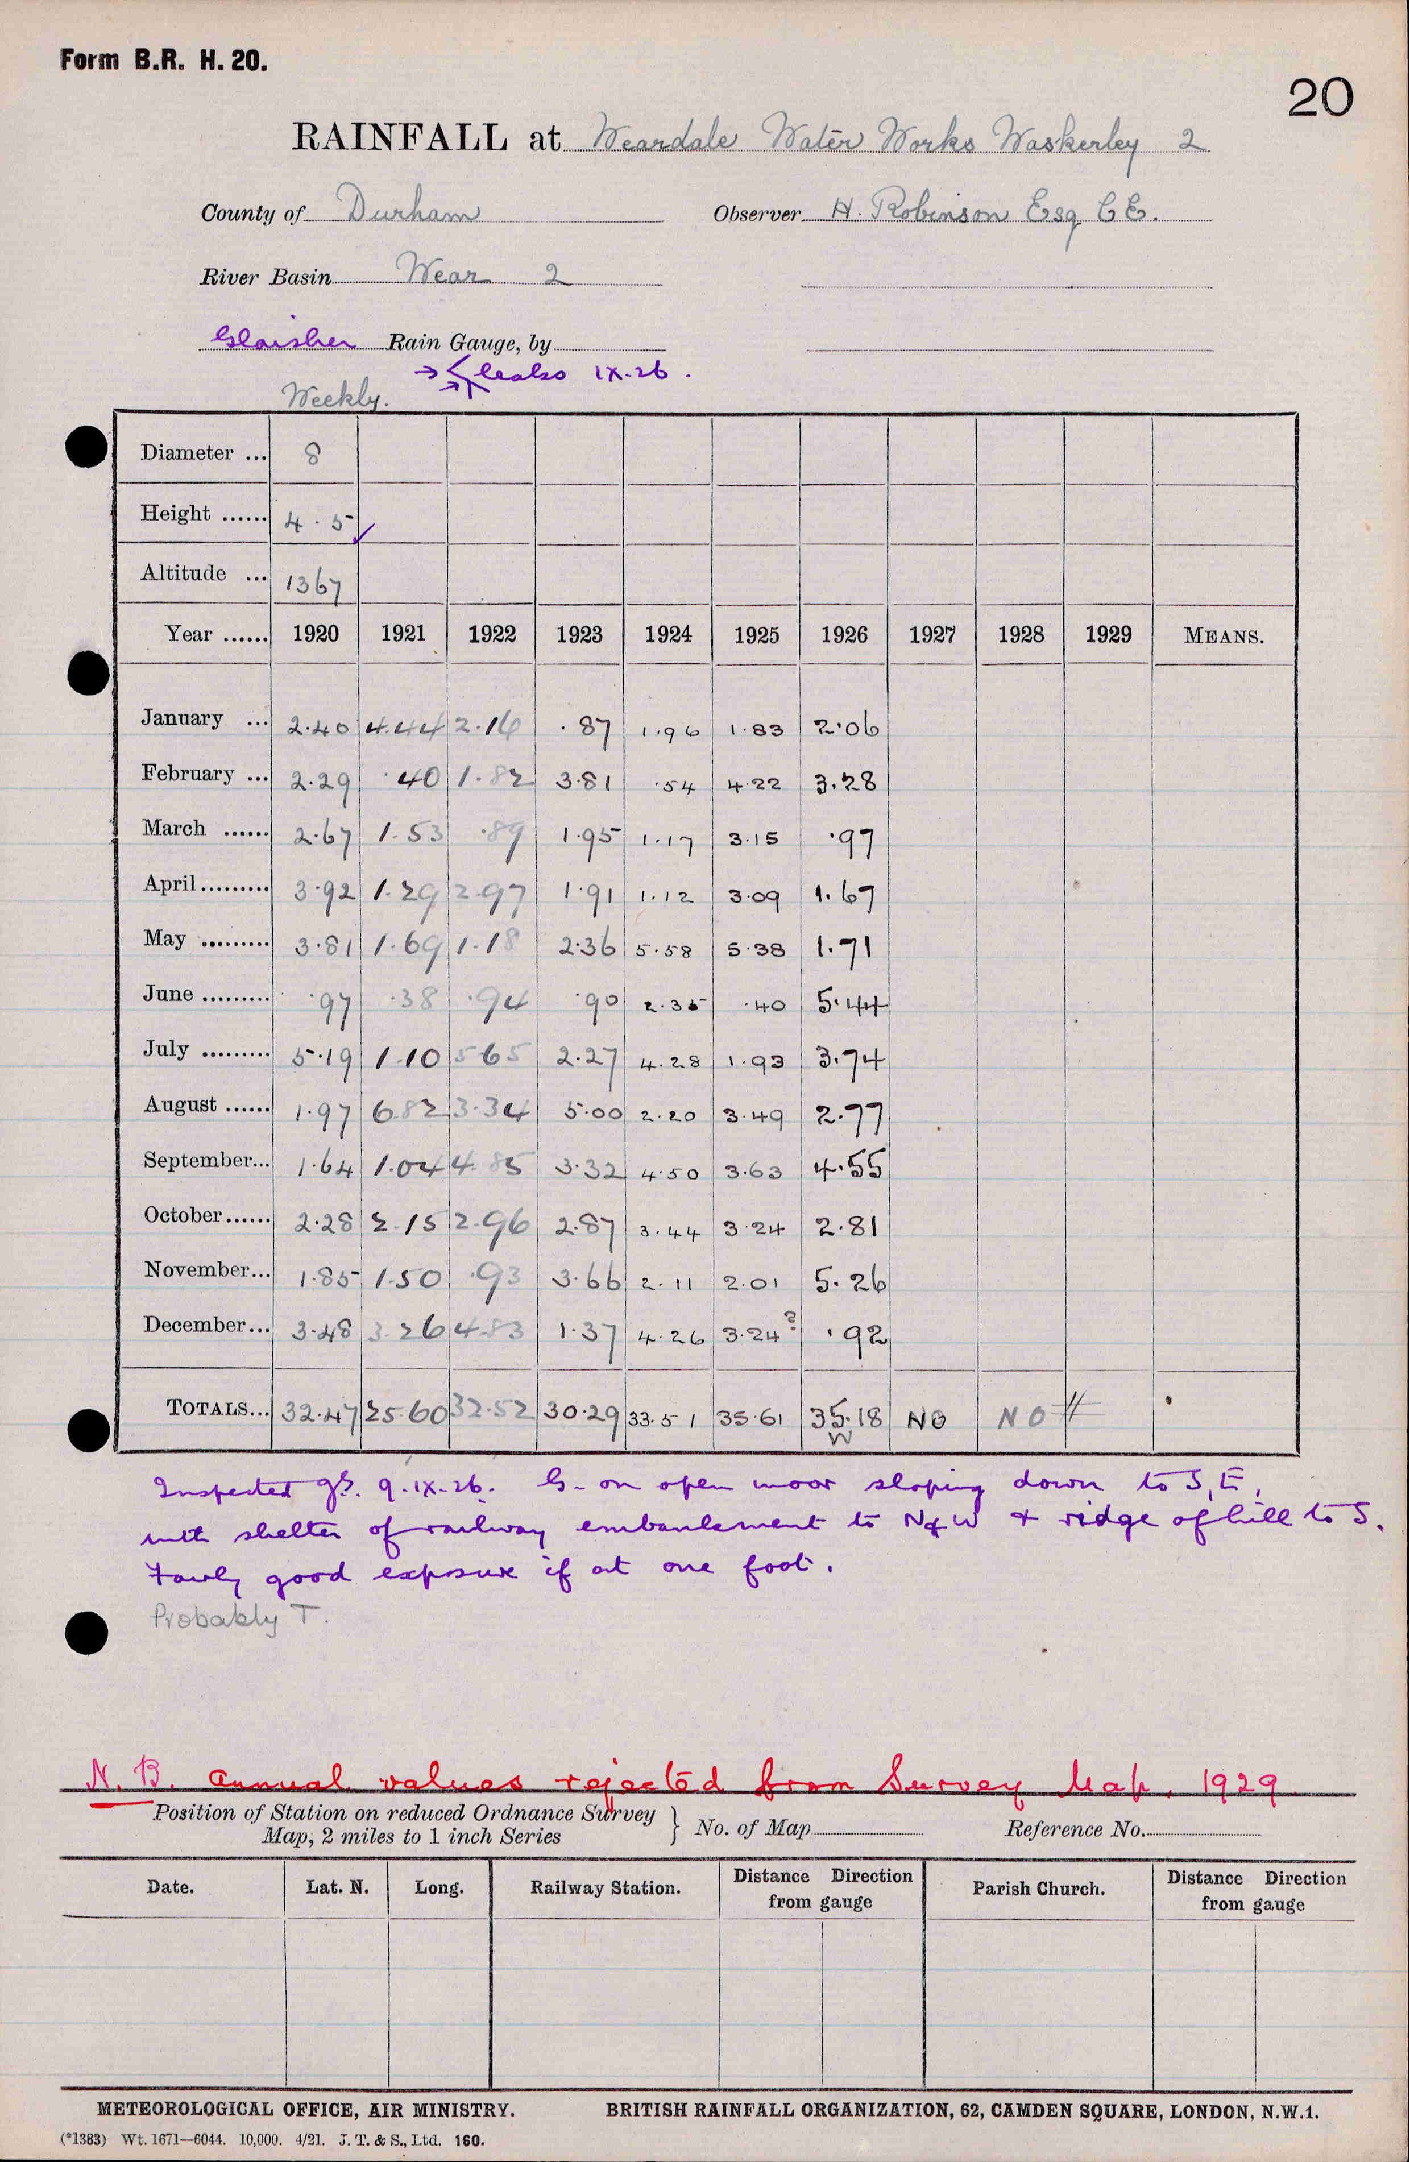 Form B.R. H. 20.
20
RAINFALL at Weardale Water Works Waskerley 2
County of Durham Observer H. Robinson Esq C E.
River Basin Wear 2
Glaisher Rain Gauge, by
→ leaks IX.26.
Weekly.
Diameter ... 8
Height ...... 4.5 ✓
Altitude ... 1367
Year ...... 1920 1921 1922 1923 1924 1925 1926 1927 1928 1929 MEANS.
January ... 2.40 4.44 2.16 .87 1.96 1.83 2.06
February ... 2.29 .40 1.82 3.81 .54 4.22 3.28
March ...... 2.67 1.53 .89 1.95 1.17 3.15 .97
April ......... 3.92 1.29 2.97 1.91 1.12 3.09 1.67
May ......... 3.81 1.69 1.18 2.36 5.58 5.38 1.71
June ......... .97 .38 .94 .90 2.35 .40 5.44
July ......... 5.19 1.10 5.65 2.27 4.28 1.93 3.74
August ...... 1.97 6.82 3.34 5.00 2.20 3.49 2.77
September... 1.64 1.04 4.85 3.32 4.50 3.63 4.55
October...... 2.28 2.15 2.96 2.87 3.44 3.24 2.81
November... 1.85 1.50 .93 3.66 2.11 2.01 5.26
December... 3.48 3.26 4.83 1.37 4.26 3.24? .92
TOTALS... 32.47 25.60 32.52 30.29 33.51 35.61 35.18 NO NO
W
Inspected 9.IX.26. G. on open moor sloping down to S, E,
with shelter of railway embankment to N & W & ridge of hill to S.
Fairly good exposure if at one foot.
Probably T.
N.B. Annual values rejected from Survey Map. 1929
Position of Station on reduced Ordnance Survey
Map, 2 miles to 1 inch Series } No. of Map Reference No.
Date. Lat. N. Long. Railway Station. Distance Direction from gauge Parish Church. Distance Direction from gauge
METEOROLOGICAL OFFICE, AIR MINISTRY. BRITISH RAINFALL ORGANIZATION, 62, CAMDEN SQUARE, LONDON, N.W.1.
(*1383) Wt. 1671—6044. 10,000. 4/21. J. T. & S., Ltd. 160.